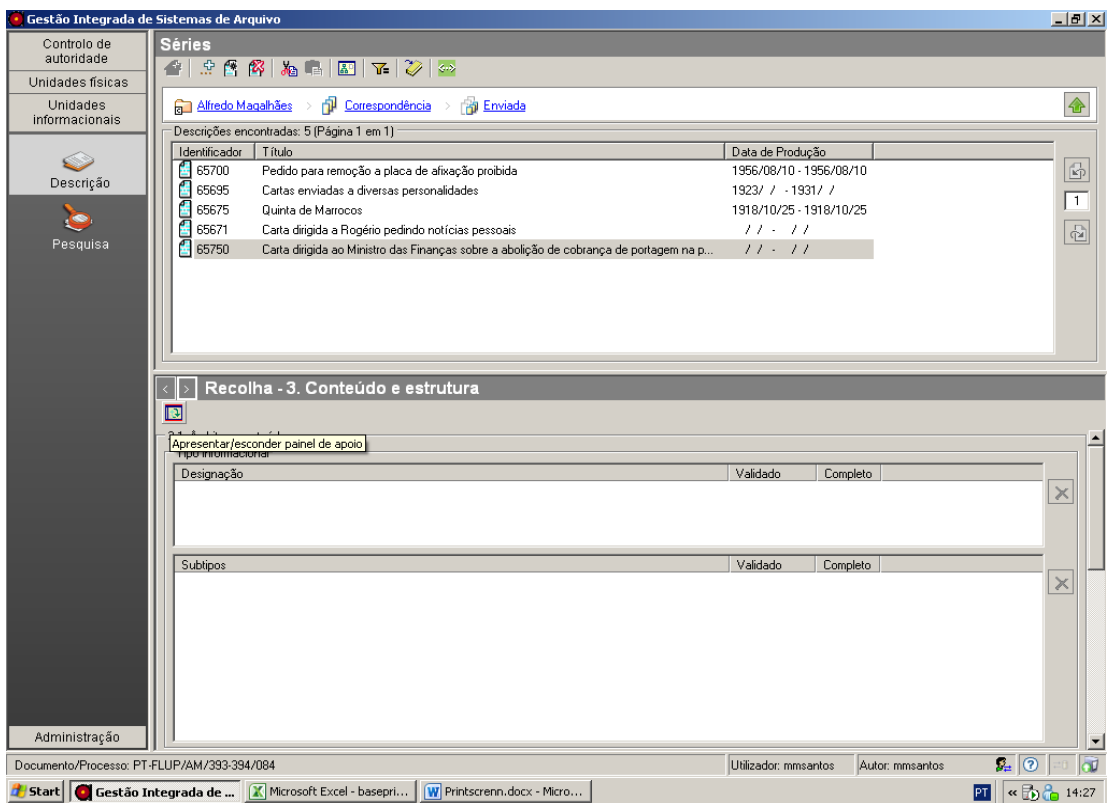 Gestão Integrada de Sistemas de Arquivo
Controlo de
autoridade
Unidades físicas
Unidades
informacionais
Descrição
Pesquisa
Administração
Séries
Alfredo Magalhães > Correspondência > Enviada
Descrições encontradas: 5 (Página 1 em 1)
Identificador Título Data de Produção
65700 Pedido para remoção a placa de afixação proibida 1956/08/10 - 1956/08/10
65695 Cartas enviadas a diversas personalidades 1923/ / - 1931/ /
65675 Quinta de Marrocos 1918/10/25 - 1918/10/25
65671 Carta dirigida a Rogério pedindo notícias pessoais / / - / /
65750 Carta dirigida ao Ministro das Finanças sobre a abolição de cobrança de portagem na p... / / - / /
1
< > Recolha - 3. Conteúdo e estrutura
Apresentar/esconder painel de apoio
Tipo informacional
Designação Validado Completo
Subtipos Validado Completo
Documento/Processo: PT-FLUP/AM/393-394/084 Utilizador: mmsantos Autor: mmsantos
Start Gestão Integrada de ... Microsoft Excel - basepri... Printscrenn.docx - Micro... PT « 14:27